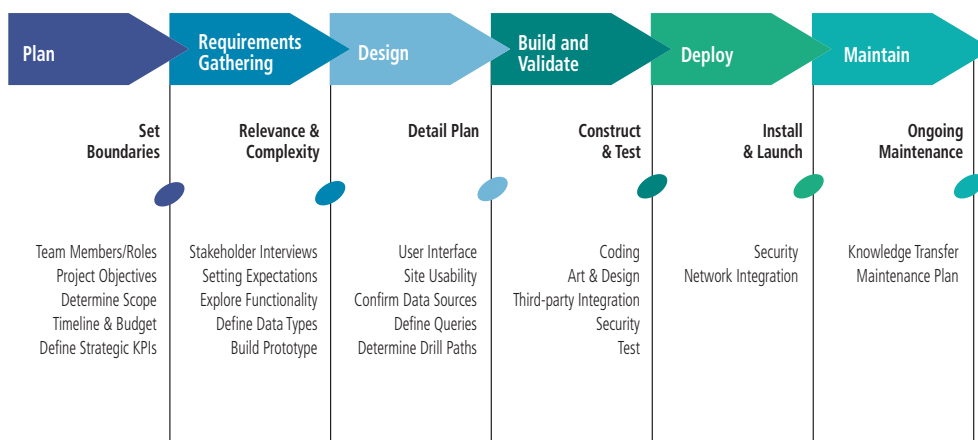 Plan
Requirements
Gathering
Design
Build and
Validate
Deploy
Maintain
Set
Boundaries
Relevance &
Complexity
Detail Plan
Construct
& Test
Install
& Launch
Ongoing
Maintenance
Team Members/Roles
Project Objectives
Determine Scope
Timeline & Budget
Define Strategic KPIs
Stakeholder Interviews
Setting Expectations
Explore Functionality
Define Data Types
Build Prototype
User Interface
Site Usability
Confirm Data Sources
Define Queries
Determine Drill Paths
Coding
Art & Design
Third-party Integration
Security
Test
Security
Network Integration
Knowledge Transfer
Maintenance Plan